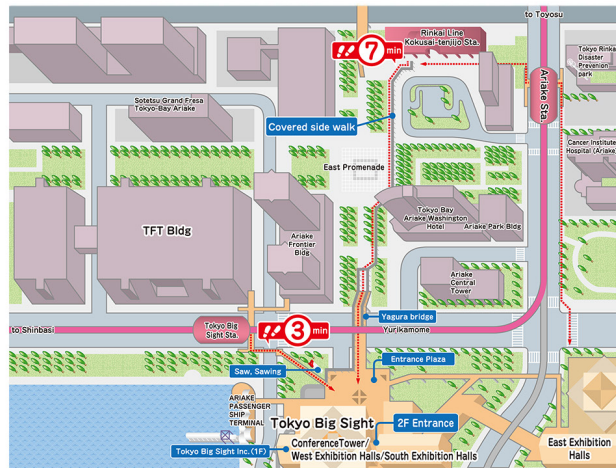 to Toyosu
Rinkai Line
Kokusai-tenjijo Sta.
7 min
Tokyo Rinkai
Disaster
Prevenion
park
Ariake Sta.
Sotetsu Grand Fresa
Tokyo-Bay Ariake
Covered side walk
Cancer Institute
Hospital (Ariake)
East Promenade
Tokyo Bay
Ariake Washington
Hotel
Ariake Park Bldg
TFT Bldg
Ariake
Frontier
Bldg
Ariake
Central
Tower
Yagura bridge
to Shinbasi
Tokyo Big
Sight Sta.
3 min
Yurikamome
Entrance Plaza
Saw, Sawing
ARIAKE
PASSENGER
SHIP
TERMINAL
Tokyo Big Sight
2F Entrance
ConferenceTower/
West Exhibition Halls/South Exhibition Halls
Tokyo Big Sight Inc. (1F)
East Exhibition
Halls